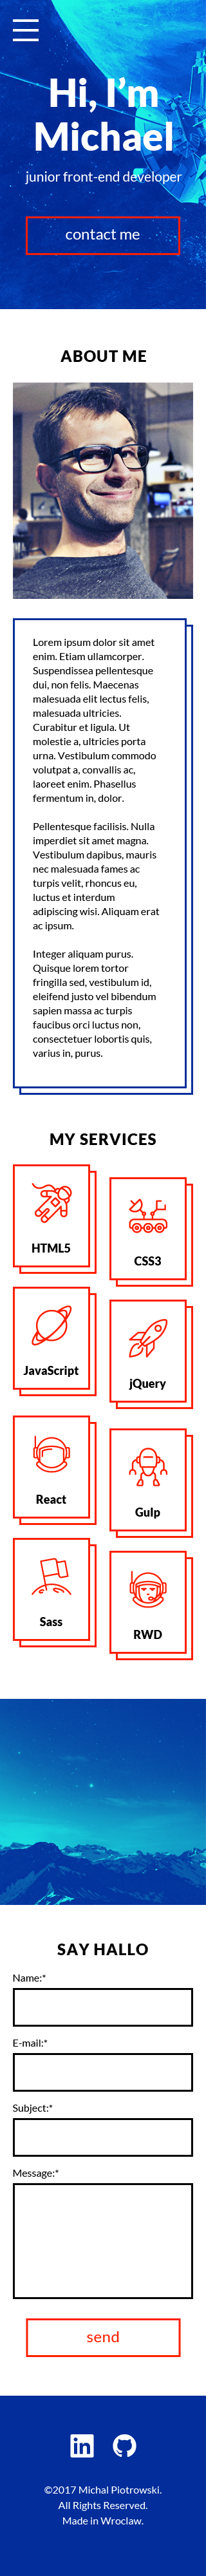 Hi, I'm
Michael
junior front-end developer
contact me
ABOUT ME
Lorem ipsum dolor sit amet
enim. Etiam ullamcorper.
Suspendissea pellentesque
dui, non felis. Maecenas
malesuada elit lectus felis,
malesuada ultricies.
Curabitur et ligula. Ut
molestie a, ultricies porta
urna. Vestibulum commodo
volutpat a, convallis ac,
laoreet enim. Phasellus
fermentum in, dolor.
Pellentesque facilisis. Nulla
imperdiet sit amet magna.
Vestibulum dapibus, mauris
nec malesuada fames ac
turpis velit, rhoncus eu,
luctus et interdum
adipiscing wisi. Aliquam erat
ac ipsum.
Integer aliquam purus.
Quisque lorem tortor
fringilla sed, vestibulum id,
eleifend justo vel bibendum
sapien massa ac turpis
faucibus orci luctus non,
consectetuer lobortis quis,
varius in, purus.
MY SERVICES
HTML5
CSS3
JavaScript
jQuery
React
Gulp
Sass
RWD
SAY HALLO
Name:*
E-mail:*
Subject:*
Message:*
send
©2017 Michal Piotrowski.
All Rights Reserved.
Made in Wroclaw.